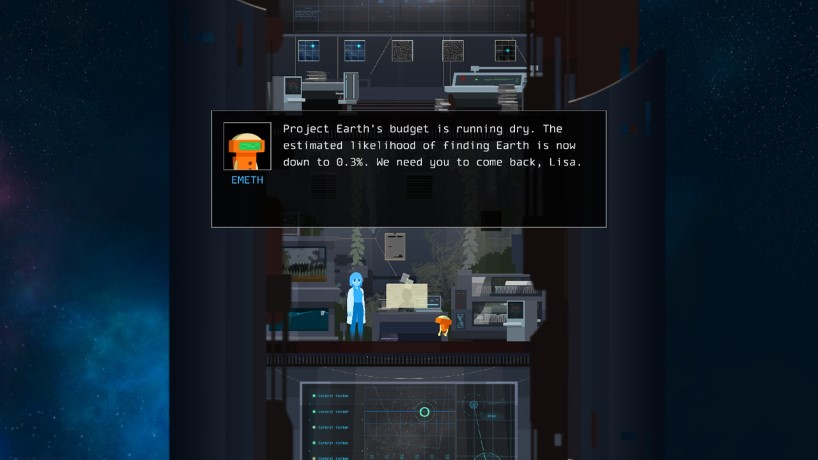 Project Earth's budget is running dry. The
estimated likelihood of finding Earth is now
down to 0.3%. We need you to come back, Lisa.
EMETH